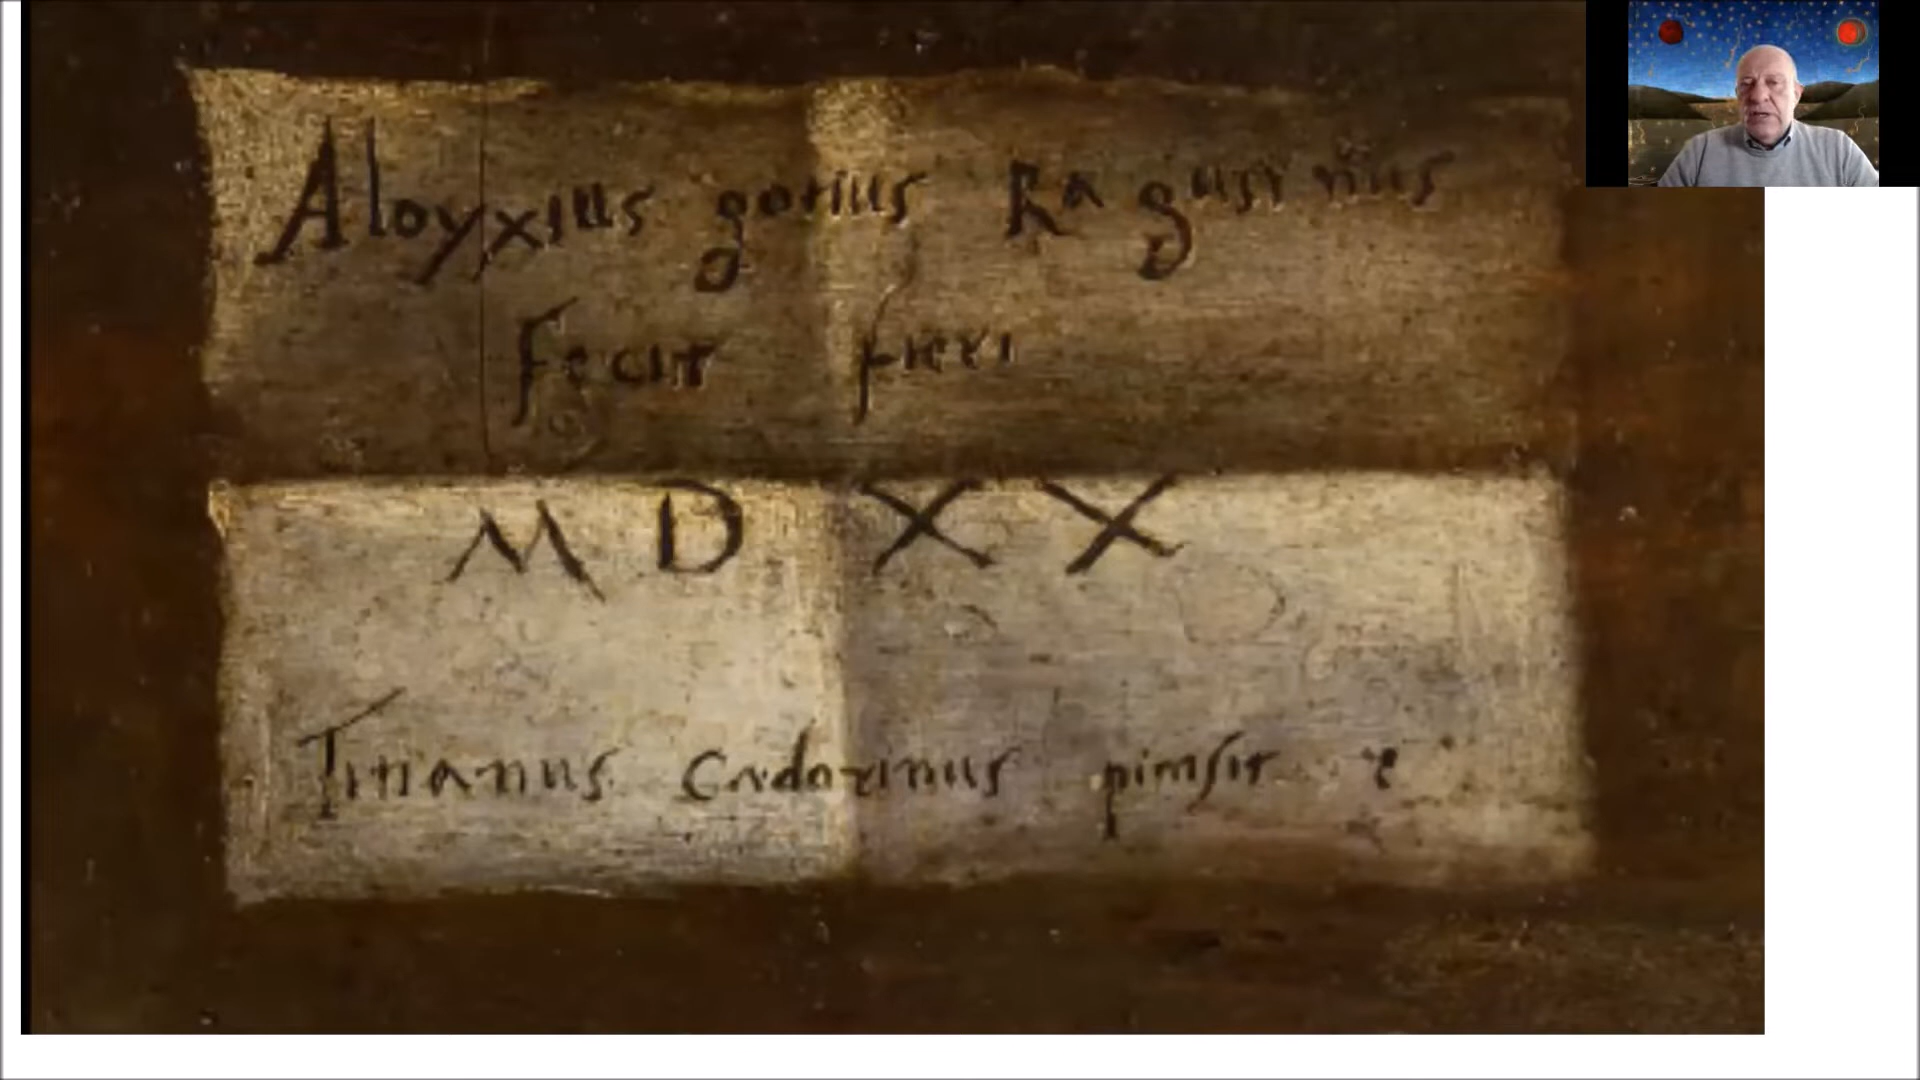 Aloyxius gotius Ragusinus
fecit fieri
MDXX
Titianus Cadorinus pinsit